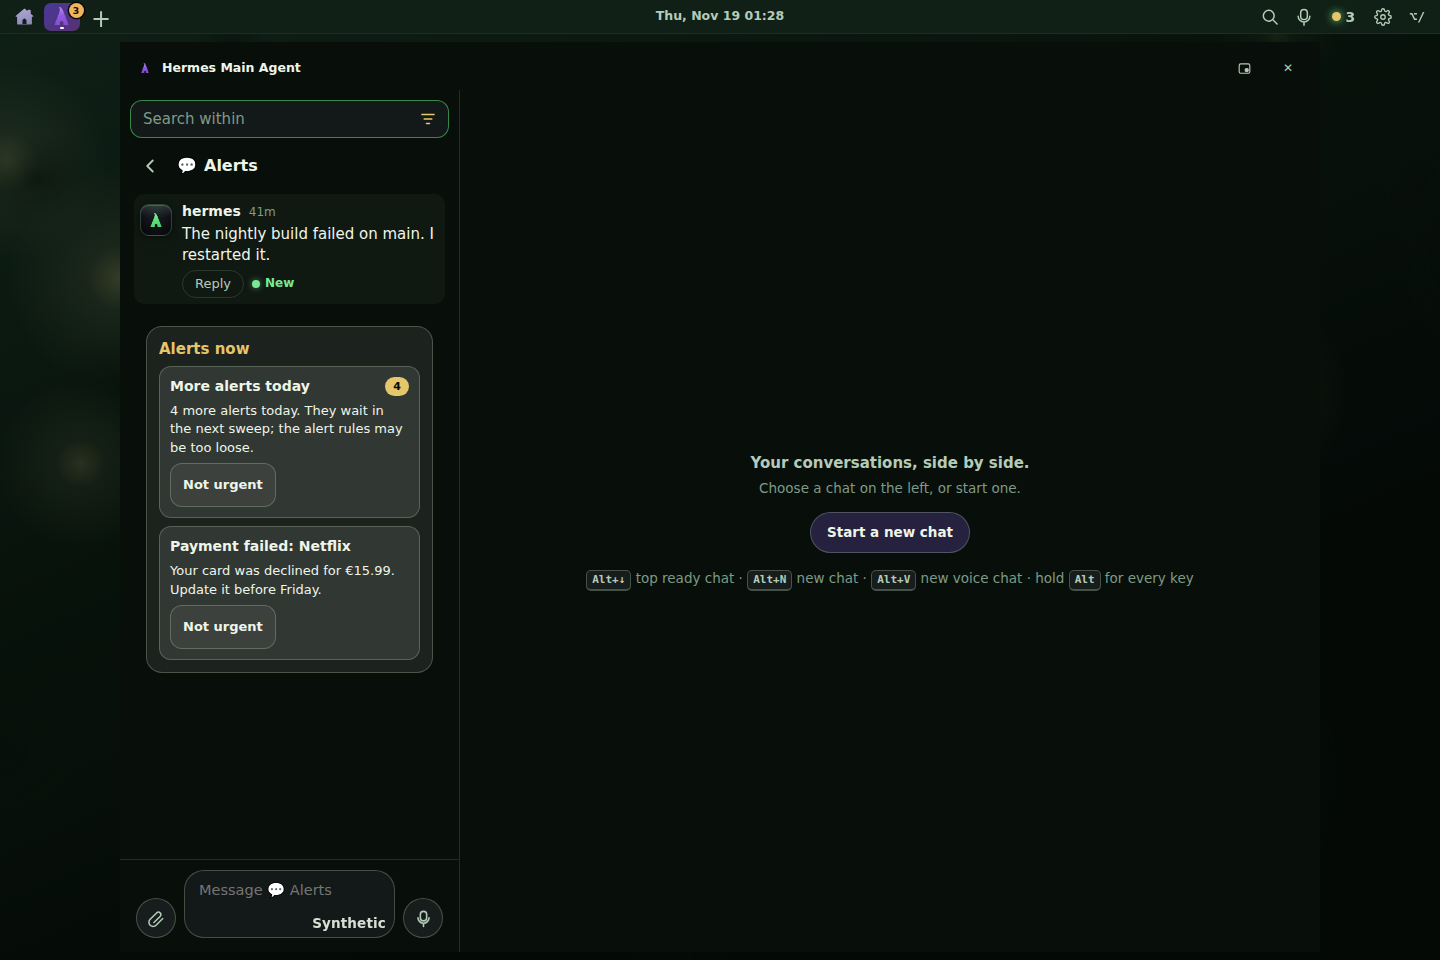 3
Thu, Nov 19 01:28
3
⌥/
Hermes Main Agent
Search within
💬 Alerts
hermes 41m
The nightly build failed on main. I
restarted it.
Reply
New
Alerts now
More alerts today
4
4 more alerts today. They wait in
the next sweep; the alert rules may
be too loose.
Not urgent
Payment failed: Netflix
Your card was declined for €15.99.
Update it before Friday.
Not urgent
Message 💬 Alerts
Synthetic
Your conversations, side by side.
Choose a chat on the left, or start one.
Start a new chat
Alt+↓ top ready chat · Alt+N new chat · Alt+V new voice chat · hold Alt for every key